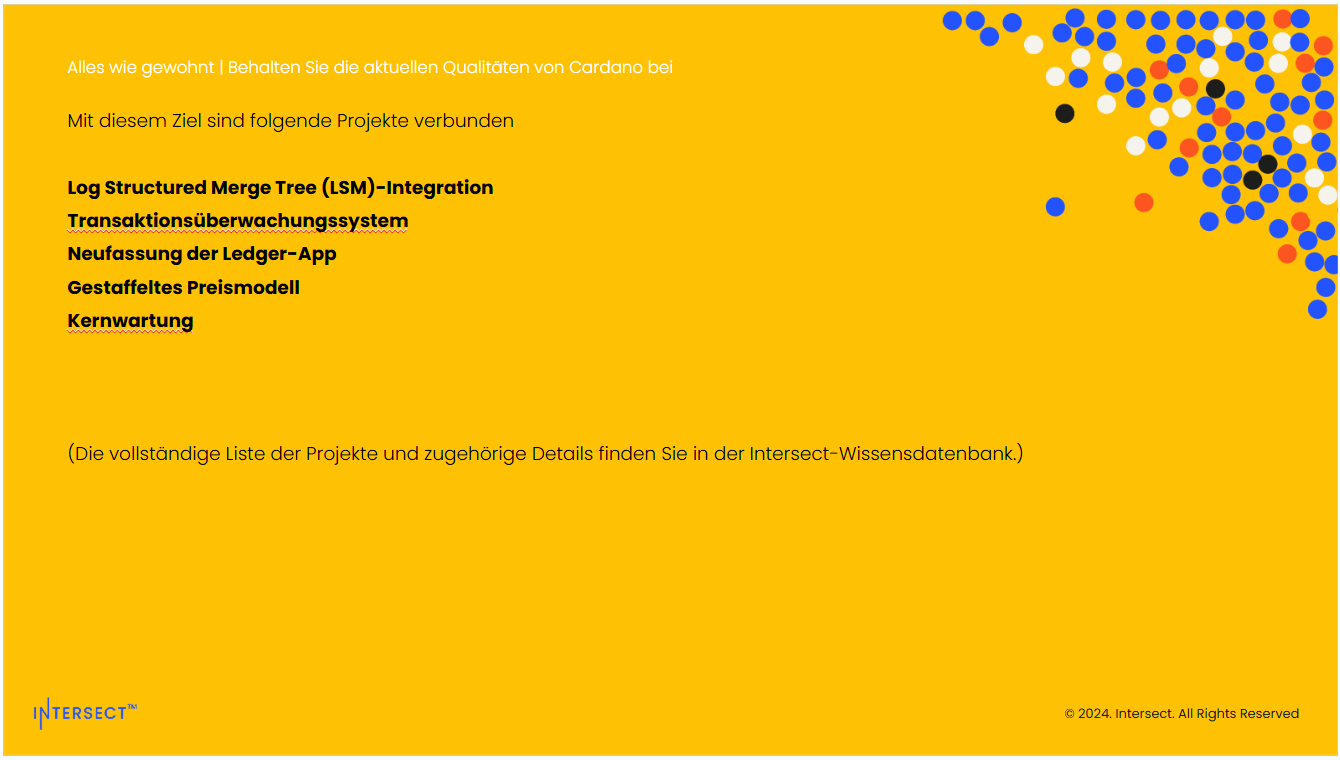 Alles wie gewohnt | Behalten Sie die aktuellen Qualitäten von Cardano bei
Mit diesem Ziel sind folgende Projekte verbunden
Log Structured Merge Tree (LSM)-Integration
Transaktionsüberwachungssystem
Neufassung der Ledger-App
Gestaffeltes Preismodell
Kernwartung
(Die vollständige Liste der Projekte und zugehörige Details finden Sie in der Intersect-Wissensdatenbank.)
INTERSECT™
© 2024. Intersect. All Rights Reserved